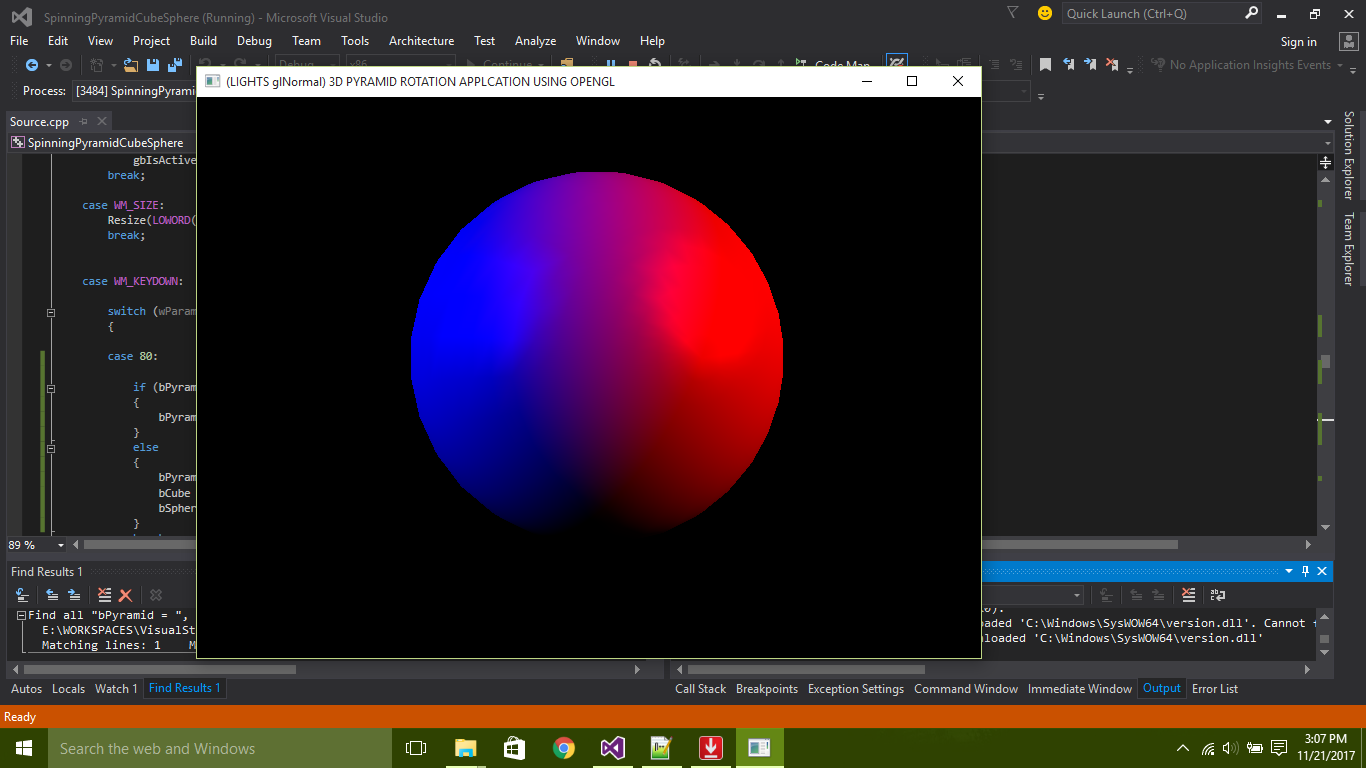 SpinningPyramidCubeSphere (Running) - Microsoft Visual Studio
Quick Launch (Ctrl+Q)
File Edit View Project Build Debug Team Tools Architecture Test Analyze Window Help
Sign in
Debug x86 Continue Code Map
No Application Insights Events
Process: [3484] SpinningPyrami
(LIGHTS glNormal) 3D PYRAMID ROTATION APPLCATION USING OPENGL
Source.cpp
SpinningPyramidCubeSphere
gbIsActive
break;
case WM_SIZE:
Resize(LOWORD(
break;
case WM_KEYDOWN:
switch (wParam
{
case 80:
if (bPyram
{
bPyram
}
else
{
bPyram
bCube
bSpher
}
89 %
Solution Explorer
Team Explorer
Find Results 1
Find all "bPyramid = ",
E:\WORKSPACES\VisualSt
Matching lines: 1 M
loaded 'C:\Windows\SysWOW64\version.dll'. Cannot
loaded 'C:\Windows\SysWOW64\version.dll'
Autos Locals Watch 1 Find Results 1
Call Stack Breakpoints Exception Settings Command Window Immediate Window Output Error List
Ready
Search the web and Windows
3:07 PM
11/21/2017